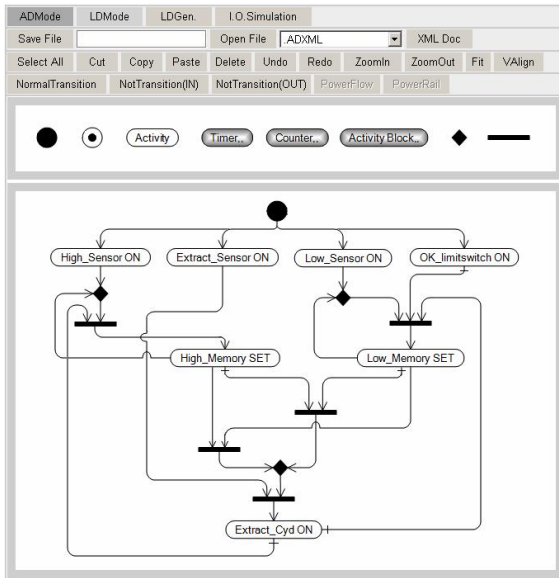 ADMode LDMode LDGen. I.O.Simulation
Save File Open File .ADXML XML Doc
Select All Cut Copy Paste Delete Undo Redo ZoomIn ZoomOut Fit VAlign
NormalTransition NotTransition(IN) NotTransition(OUT) PowerFlow PowerRail
Activity Timer,, Counter,, Activity Block,,
High_Sensor ON Extract_Sensor ON Low_Sensor ON OK_limitswitch ON
High_Memory SET Low_Memory SET
Extract_Cyd ON